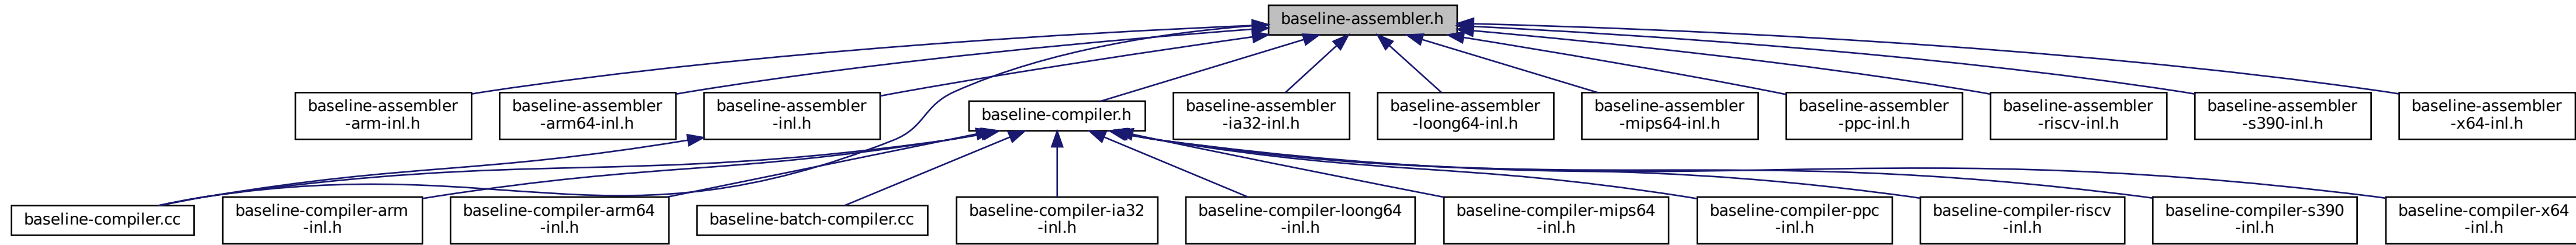 baseline-assembler.h
baseline-assembler
-arm-inl.h
baseline-assembler
-arm64-inl.h
baseline-assembler
-inl.h
baseline-compiler.h
baseline-assembler
-ia32-inl.h
baseline-assembler
-loong64-inl.h
baseline-assembler
-mips64-inl.h
baseline-assembler
-ppc-inl.h
baseline-assembler
-riscv-inl.h
baseline-assembler
-s390-inl.h
baseline-assembler
-x64-inl.h
baseline-compiler.cc
baseline-compiler-arm
-inl.h
baseline-compiler-arm64
-inl.h
baseline-batch-compiler.cc
baseline-compiler-ia32
-inl.h
baseline-compiler-loong64
-inl.h
baseline-compiler-mips64
-inl.h
baseline-compiler-ppc
-inl.h
baseline-compiler-riscv
-inl.h
baseline-compiler-s390
-inl.h
baseline-compiler-x64
-inl.h